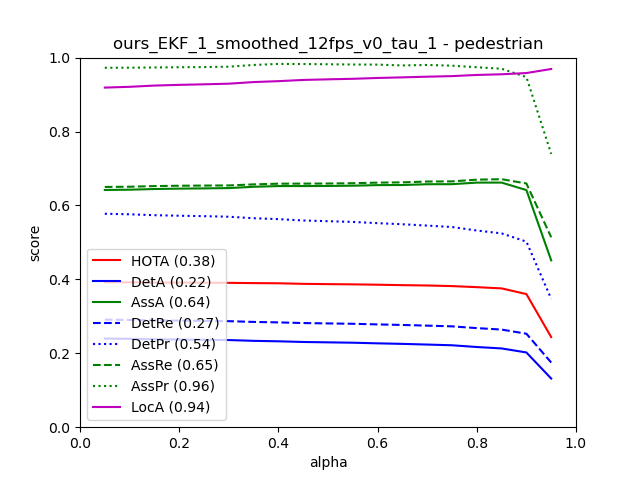 ours_EKF_1_smoothed_12fps_v0_tau_1 - pedestrian
1.0
0.8
0.6
0.4
0.2
0.0
score
HOTA (0.38)
DetA (0.22)
AssA (0.64)
DetRe (0.27)
DetPr (0.54)
AssRe (0.65)
AssPr (0.96)
LocA (0.94)
0.0 0.2 0.4 0.6 0.8 1.0
alpha